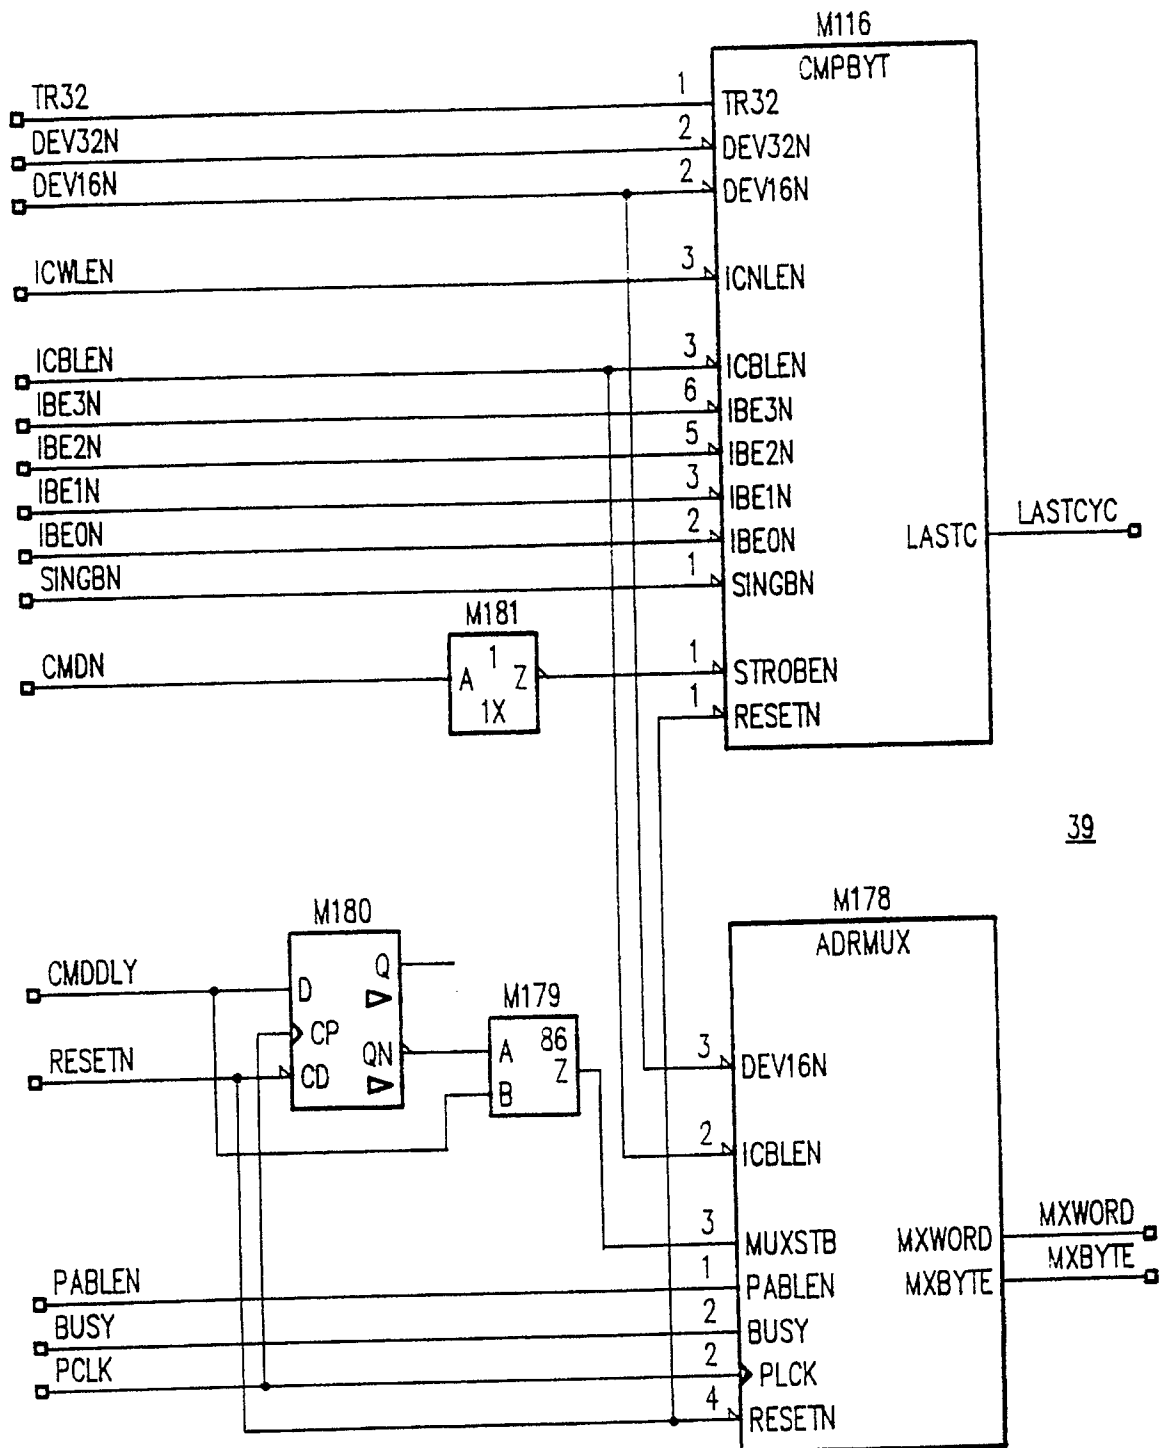 M116
CMPBYT
TR32 1 TR32
DEV32N 2 DEV32N
DEV16N 2 DEV16N
ICWLEN 3 ICNLEN
ICBLEN 3 ICBLEN
IBE3N 6 IBE3N
IBE2N 5 IBE2N
IBE1N 3 IBE1N
IBE0N 2 IBE0N
LASTC LASTCYC
SINGBN 1 SINGBN
M181
CMDN A 1 Z 1 STROBEN
1X
1 RESETN
39
M180
M178
ADRMUX
CMDDLY D Q
M179
CP
RESETN CD QN A 86
Z
B
3 DEV16N
2 ICBLEN
3 MUXSTB MXWORD MXWORD
PABLEN 1 PABLEN MXBYTE MXBYTE
BUSY 2 BUSY
PCLK 2 PLCK
4 RESETN